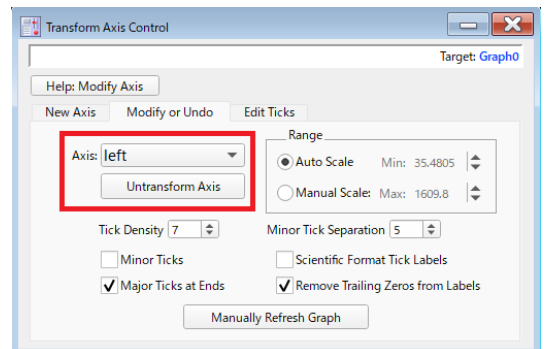 Transform Axis Control
Target: Graph0
Help: Modify Axis
New Axis Modify or Undo Edit Ticks
Range
Axis: left
Auto Scale Min: 35.4805
Untransform Axis
Manual Scale: Max: 1609.8
Tick Density 7 Minor Tick Separation 5
Minor Ticks Scientific Format Tick Labels
Major Ticks at Ends Remove Trailing Zeros from Labels
Manually Refresh Graph